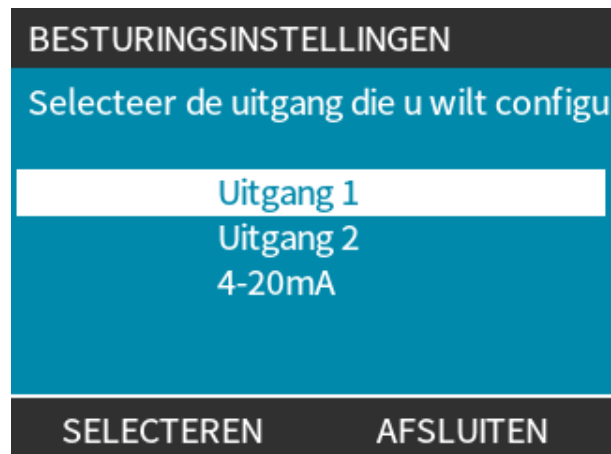 BESTURINGSINSTELLINGEN
Selecteer de uitgang die u wilt configu
Uitgang 1
Uitgang 2
4-20mA
SELECTEREN AFSLUITEN